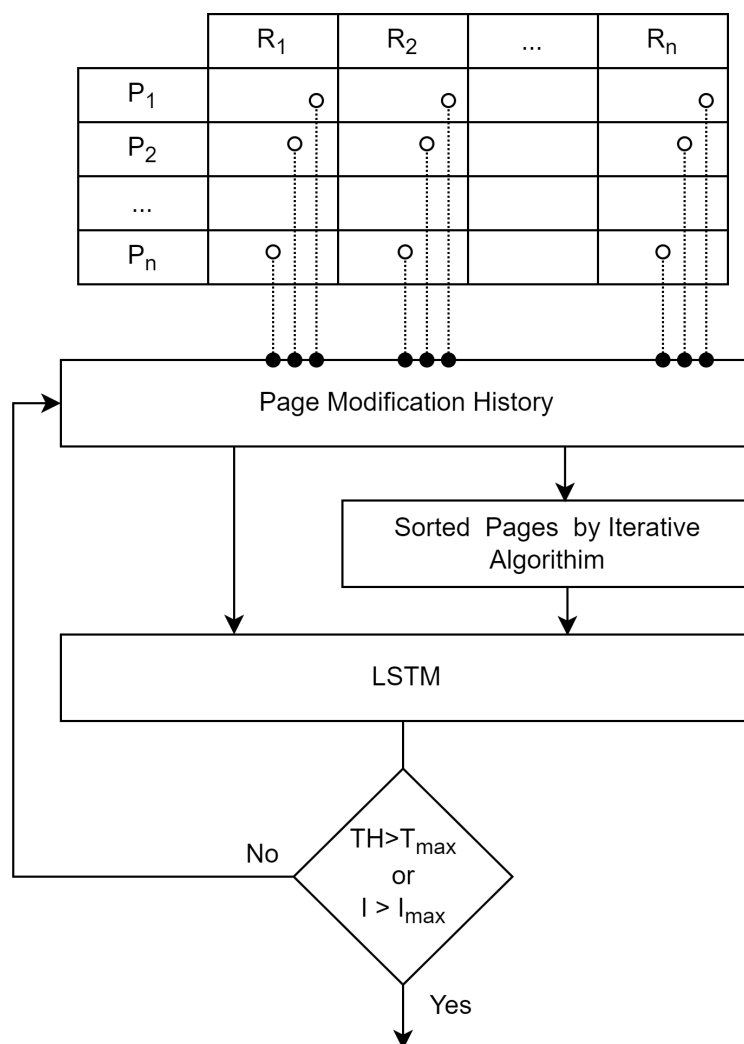 R₁ R₂ ... Rₙ
P₁
P₂
...
Pₙ
Page Modification History
Sorted Pages by Iterative
Algorithim
LSTM
TH>Tₘₐₓ
or
I > Iₘₐₓ
No
Yes